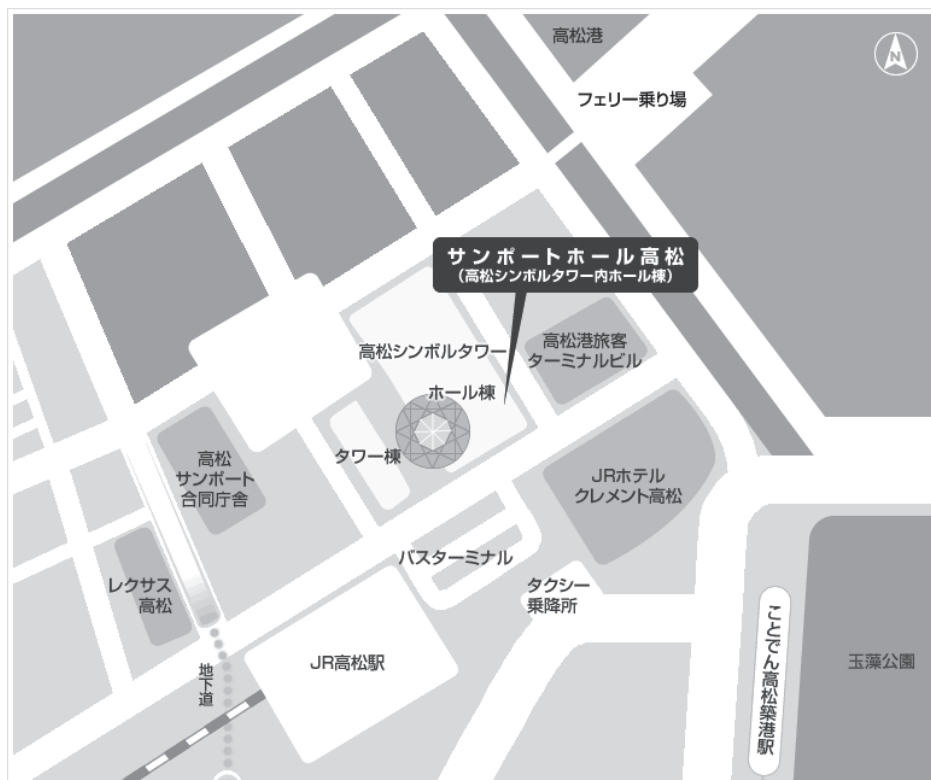 高松港
N
フェリー乗り場
サンポートホール高松
(高松シンボルタワー内ホール棟)
高松シンボルタワー
高松港旅客
ターミナルビル
ホール棟
タワー棟
高松
サンポート
合同庁舎
JRホテル
クレメント高松
バスターミナル
レクサス
高松
タクシー
乗降所
地下道
JR高松駅
ことでん高松築港駅
玉藻公園